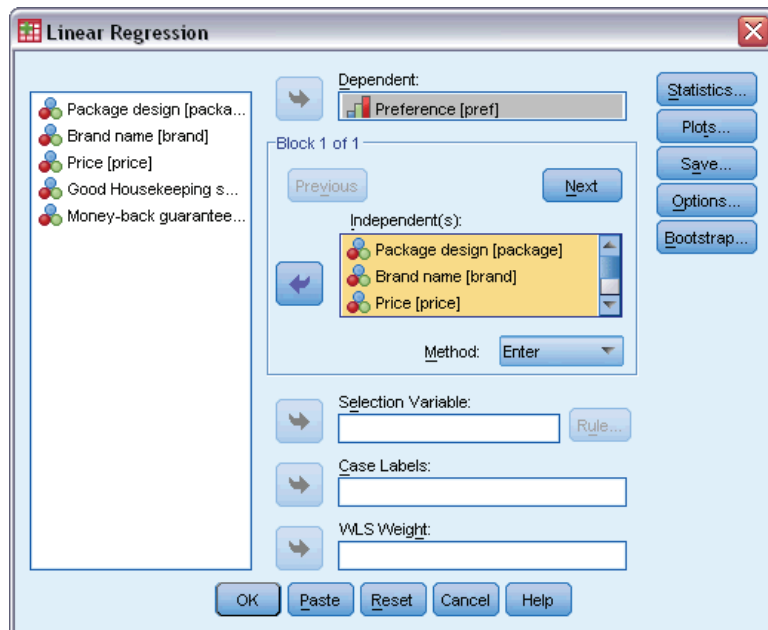 Linear Regression
Package design [packa...
Brand name [brand]
Price [price]
Good Housekeeping s...
Money-back guarantee...
Dependent:
Preference [pref]
Block 1 of 1
Previous
Next
Independent(s):
Package design [package]
Brand name [brand]
Price [price]
Method:
Enter
Selection Variable:
Rule...
Case Labels:
WLS Weight:
Statistics...
Plots...
Save...
Options...
Bootstrap...
OK
Paste
Reset
Cancel
Help